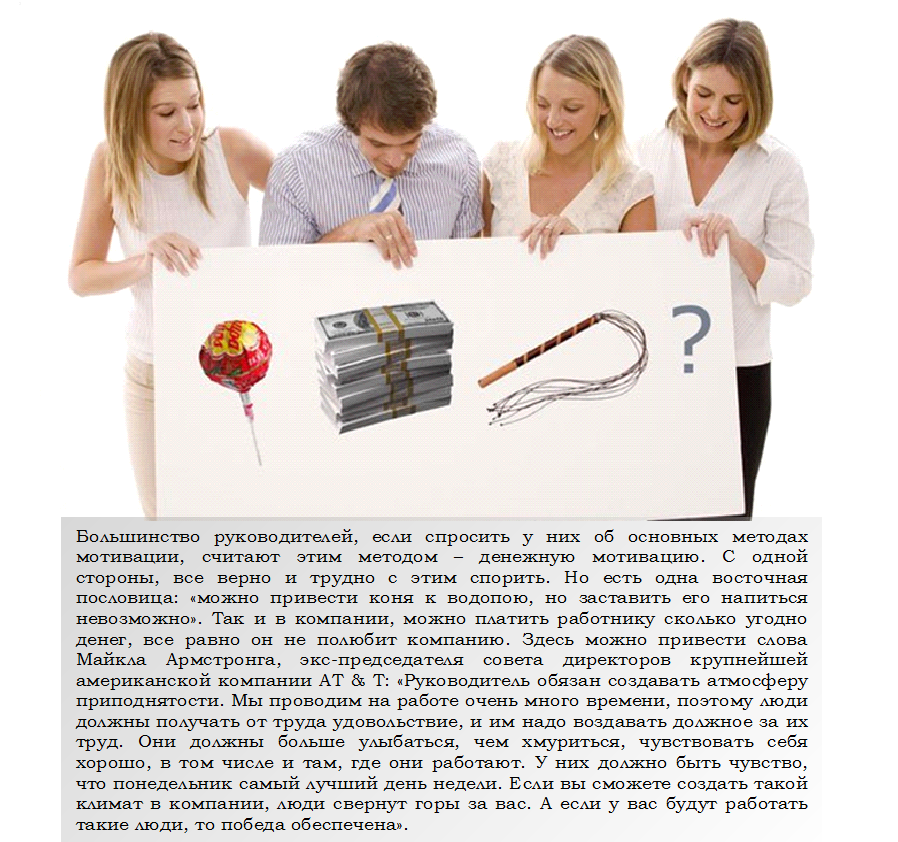 ?
Большинство руководителей, если спросить у них об основных методах
мотивации, считают этим методом – денежную мотивацию. С одной
стороны, все верно и трудно с этим спорить. Но есть одна восточная
пословица: «можно привести коня к водопою, но заставить его напиться
невозможно». Так и в компании, можно платить работнику сколько угодно
денег, все равно он не полюбит компанию. Здесь можно привести слова
Майкла Армстронга, экс-председателя совета директоров крупнейшей
американской компании AT & T: «Руководитель обязан создавать атмосферу
приподнятости. Мы проводим на работе очень много времени, поэтому люди
должны получать от труда удовольствие, и им надо воздавать должное за их
труд. Они должны больше улыбаться, чем хмуриться, чувствовать себя
хорошо, в том числе и там, где они работают. У них должно быть чувство,
что понедельник самый лучший день недели. Если вы сможете создать такой
климат в компании, люди свернут горы за вас. А если у вас будут работать
такие люди, то победа обеспечена».